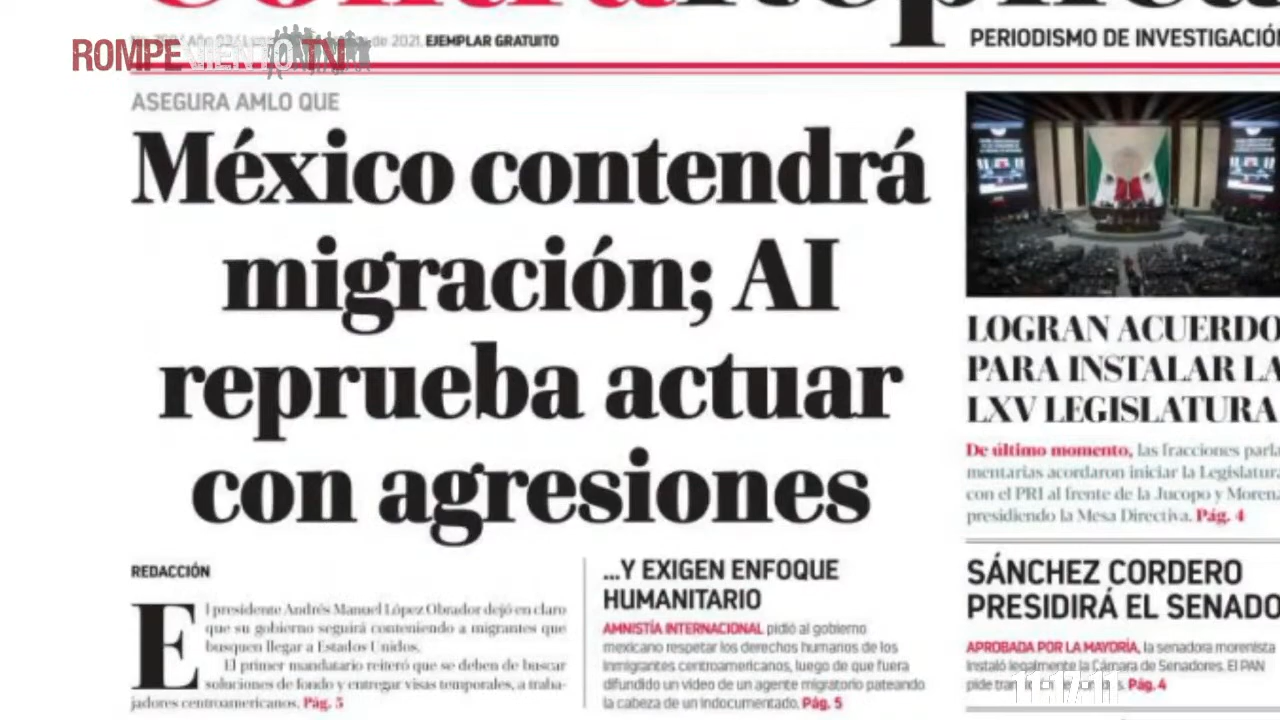 ContraRéplica
de 2021, EJEMPLAR GRATUITO
PERIODISMO DE INVESTIGACIÓN
ROMPEVIENTO TV
ASEGURA AMLO QUE
México contendrá
migración; AI
reprueba actuar
con agresiones
REDACCIÓN
El presidente Andrés Manuel López Obrador dejó en claro
que su gobierno seguirá conteniendo a migrantes que
busquen llegar a Estados Unidos.
El primer mandatario reiteró que se deben de buscar
soluciones de fondo y entregar visas temporales, a traba-
jadores centroamericanos. Pág. 5
...Y EXIGEN ENFOQUE
HUMANITARIO
AMNISTÍA INTERNACIONAL pidió al gobierno
mexicano respetar los derechos humanos de los
inmigrantes centroamericanos, luego de que fuera
difundido un video de un agente migratorio pateando
la cabeza de un indocumentado. Pág. 5
LOGRAN ACUERDO
PARA INSTALAR LA
LXV LEGISLATURA
De último momento, las fracciones parla
mentarias acordaron iniciar la Legislatura
con el PRI al frente de la Jucopo y Morena
presidiendo la Mesa Directiva. Pág. 4
SÁNCHEZ CORDERO
PRESIDIRÁ EL SENADO
APROBADA POR LA MAYORÍA, la senadora morenista
instaló legalmente la Cámara de Senadores. El PAN
pide Pág. 4